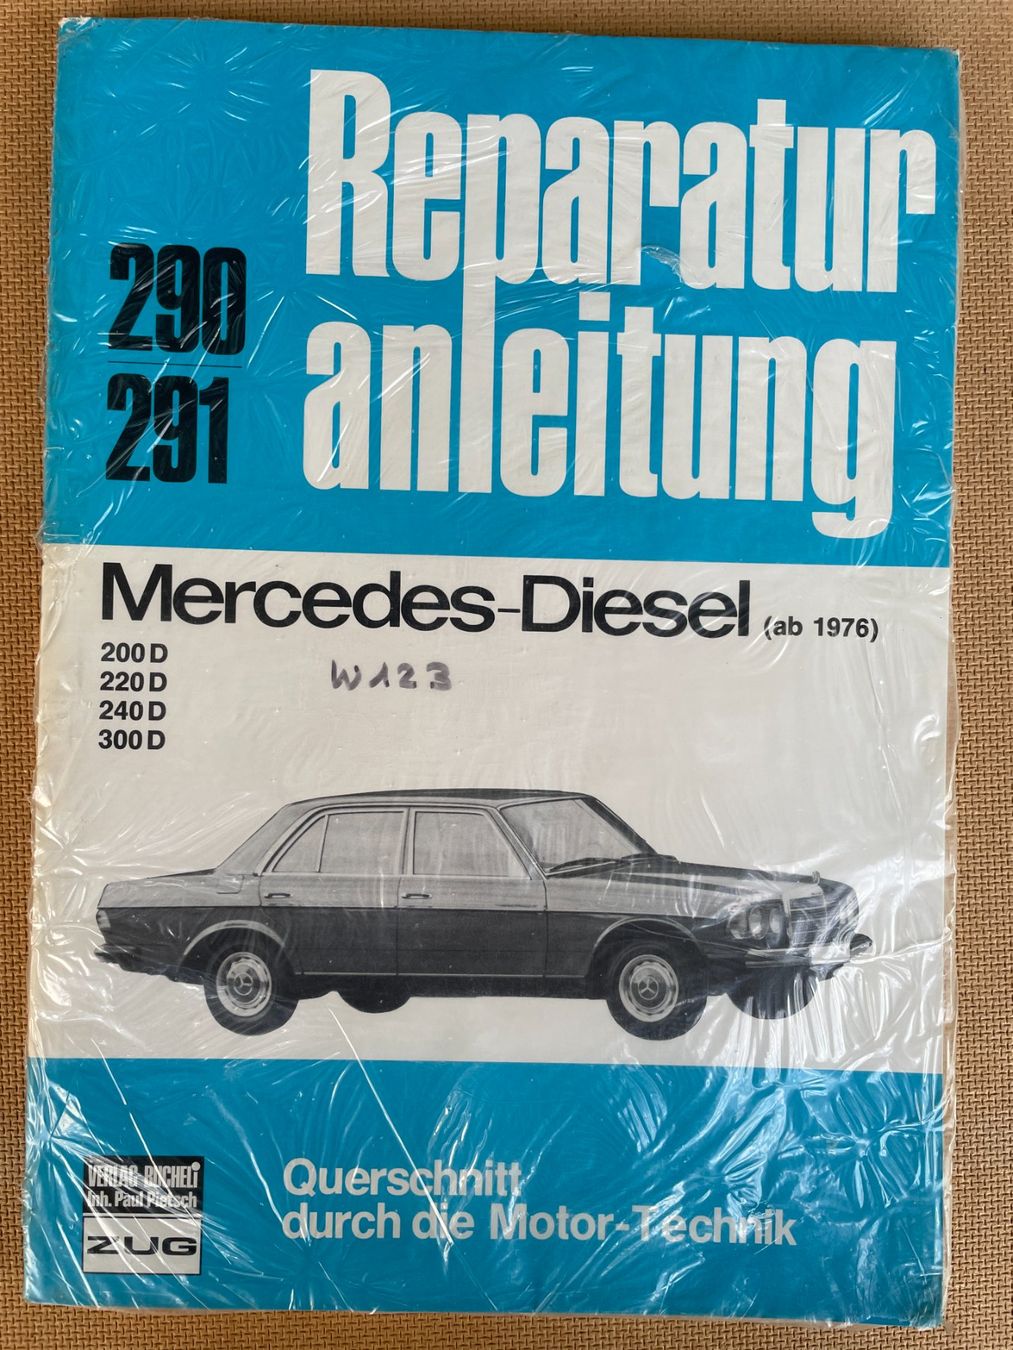 Reparatur
anleitung
290
291
Mercedes-Diesel (ab 1976)
200 D
220 D
240 D
300 D
W123
VERLAG BUCHELi
Inh. Paul Pietsch
ZUG
Querschnitt
durch die Motor-Technik